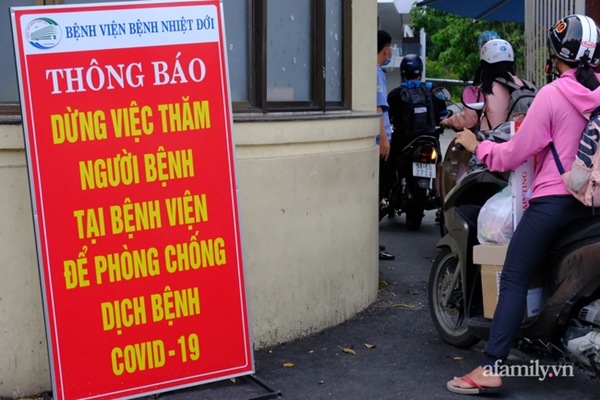 BỆNH VIỆN BỆNH NHIỆT ĐỚI
THÔNG BÁO
DỪNG VIỆC THĂM
NGƯỜI BỆNH
TẠI BỆNH VIỆN
ĐỂ PHÒNG CHỐNG
DỊCH BỆNH
COVID - 19
afamily.vn